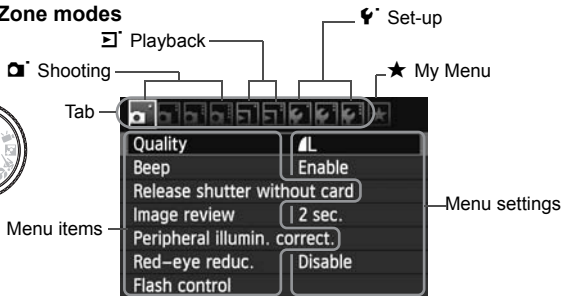 Zone modes
Set-up
Playback
Shooting
★ My Menu
Tab
Quality L
Beep Enable
Release shutter without card
Menu settings
Image review 2 sec.
Menu items
Peripheral illumin. correct.
Red-eye reduc. Disable
Flash control